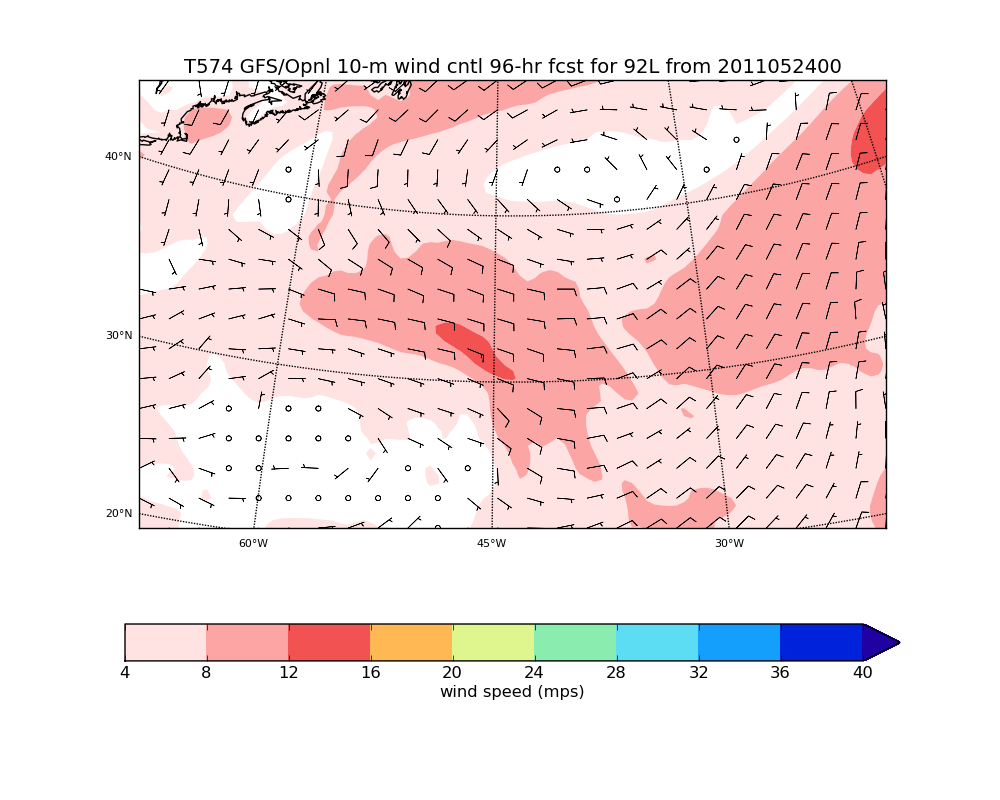 T574 GFS/Opnl 10-m wind cntl 96-hr fcst for 92L from 2011052400
40°N
30°N
20°N
60°W 45°W 30°W
4 8 12 16 20 24 28 32 36 40
wind speed (mps)